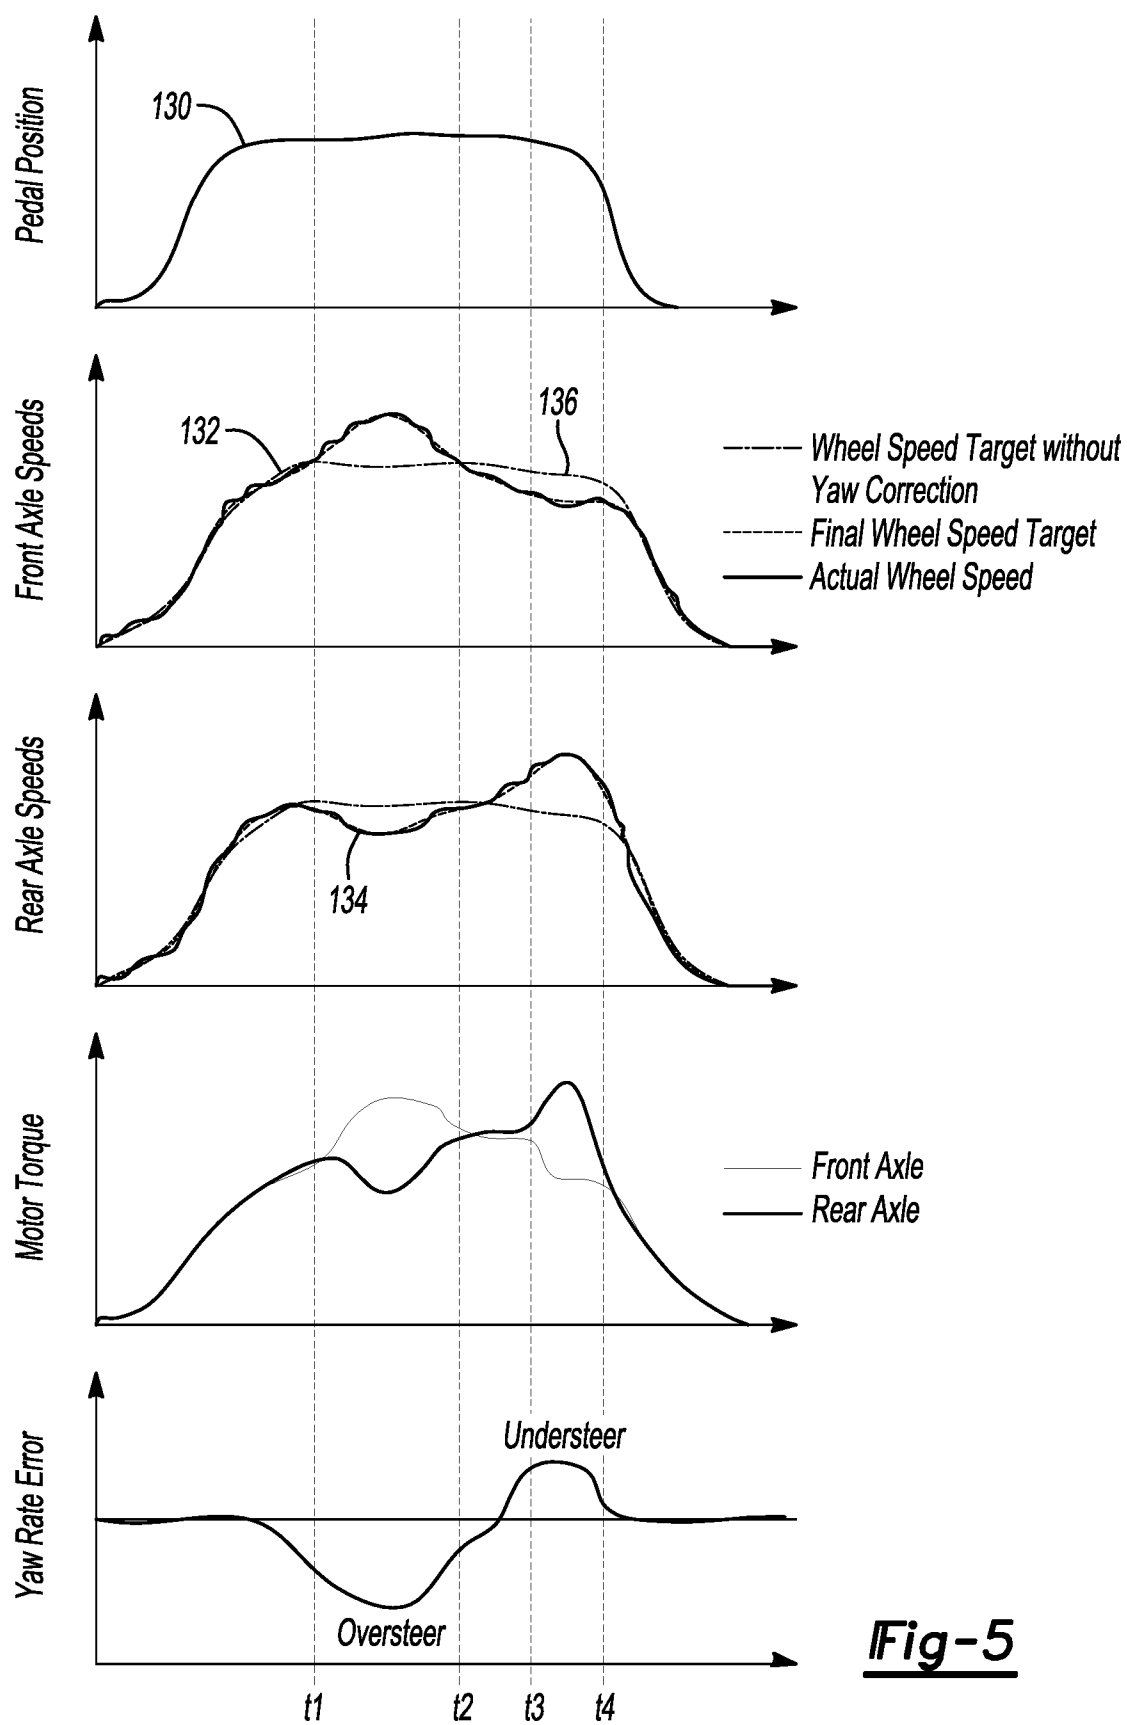 Pedal Position
130
Front Axle Speeds
132
136
Wheel Speed Target without
Yaw Correction
Final Wheel Speed Target
Actual Wheel Speed
Rear Axle Speeds
134
Motor Torque
Front Axle
Rear Axle
Yaw Rate Error
Understeer
Oversteer
Fig-5
t1
t2
t3
t4